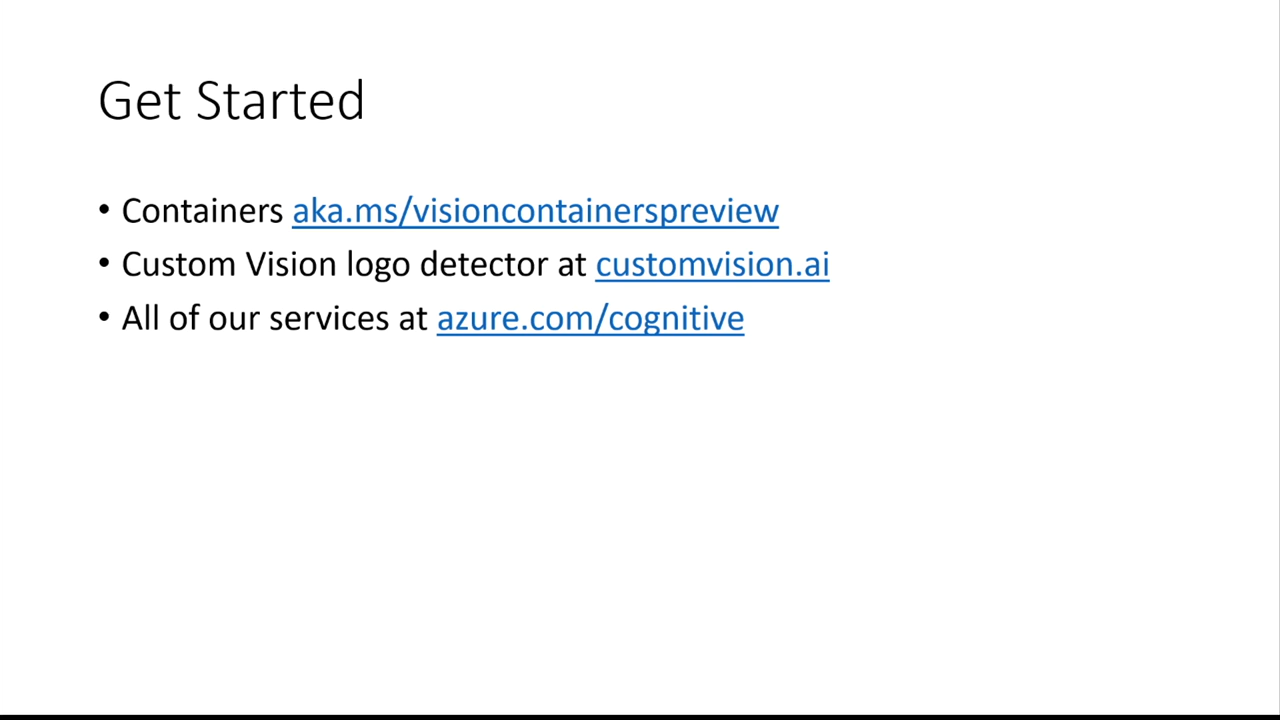 Get Started
• Containers aka.ms/visioncontainerspreview
• Custom Vision logo detector at customvision.ai
• All of our services at azure.com/cognitive